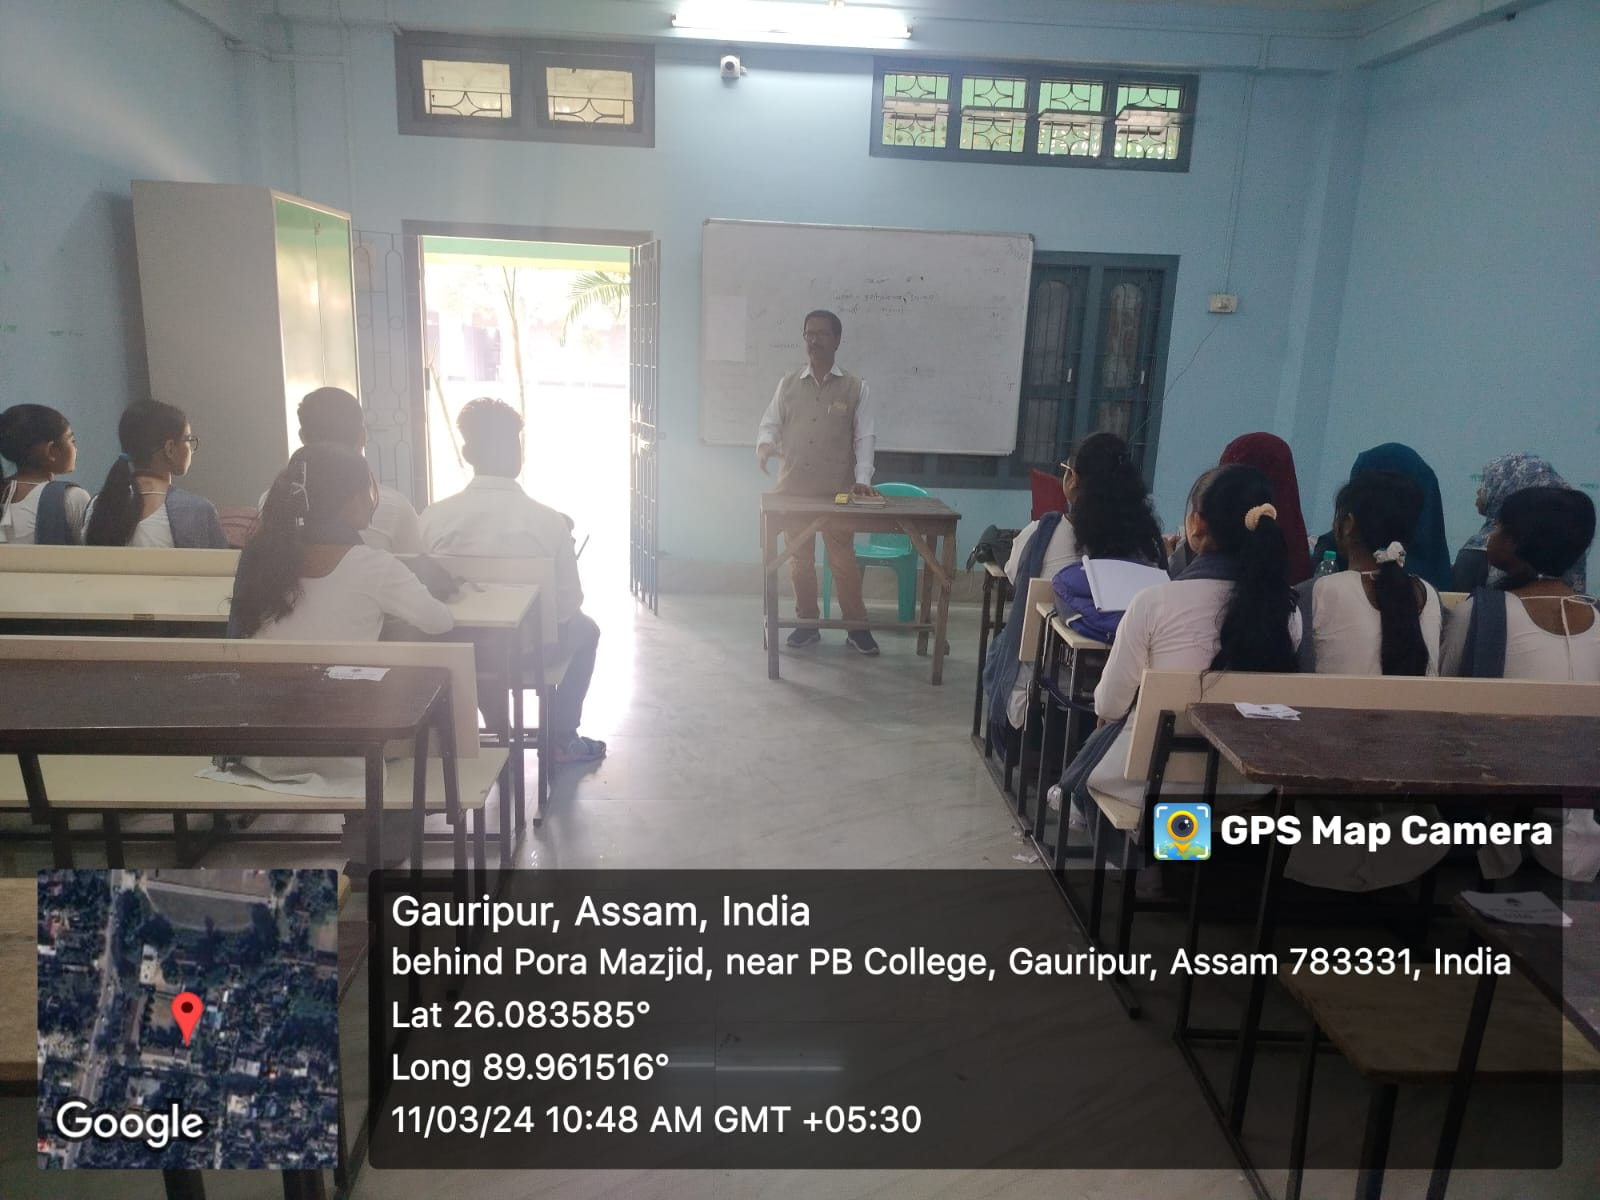 GPS Map Camera
Gauripur, Assam, India
behind Pora Mazjid, near PB College, Gauripur, Assam 783331, India
Lat 26.083585°
Long 89.961516°
11/03/24 10:48 AM GMT +05:30
Google